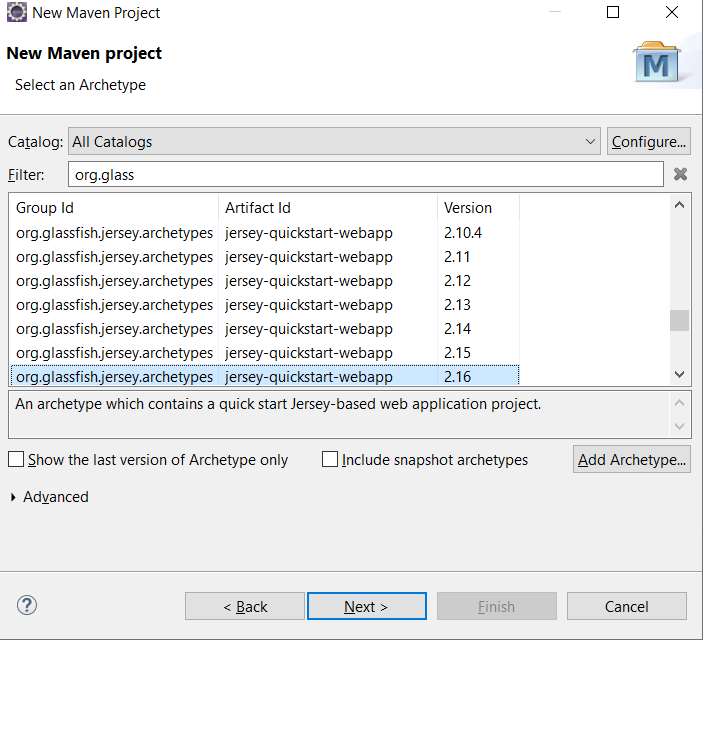 New Maven Project
New Maven project
Select an Archetype
Catalog: All Catalogs Configure...
Filter: org.glass
Group Id Artifact Id Version
org.glassfish.jersey.archetypes jersey-quickstart-webapp 2.10.4
org.glassfish.jersey.archetypes jersey-quickstart-webapp 2.11
org.glassfish.jersey.archetypes jersey-quickstart-webapp 2.12
org.glassfish.jersey.archetypes jersey-quickstart-webapp 2.13
org.glassfish.jersey.archetypes jersey-quickstart-webapp 2.14
org.glassfish.jersey.archetypes jersey-quickstart-webapp 2.15
org.glassfish.jersey.archetypes jersey-quickstart-webapp 2.16
An archetype which contains a quick start Jersey-based web application project.
Show the last version of Archetype only Include snapshot archetypes Add Archetype...
Advanced
? < Back Next > Finish Cancel